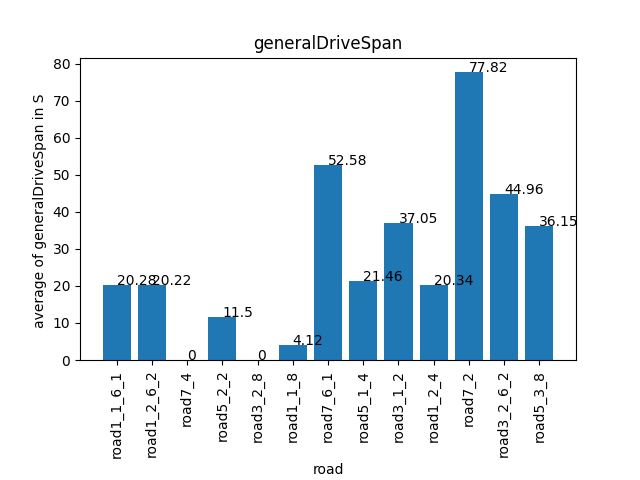 generalDriveSpan
average of generalDriveSpan in S
80
70
60
50
40
30
20
10
0
20.28
20.22
0
11.5
0
4.12
52.58
21.46
37.05
20.34
77.82
44.96
36.15
road1_1_6_1
road1_2_6_2
road7_4
road5_2_2
road3_2_8
road1_1_8
road7_6_1
road5_1_4
road3_1_2
road1_2_4
road7_2
road3_2_6_2
road5_3_8
road